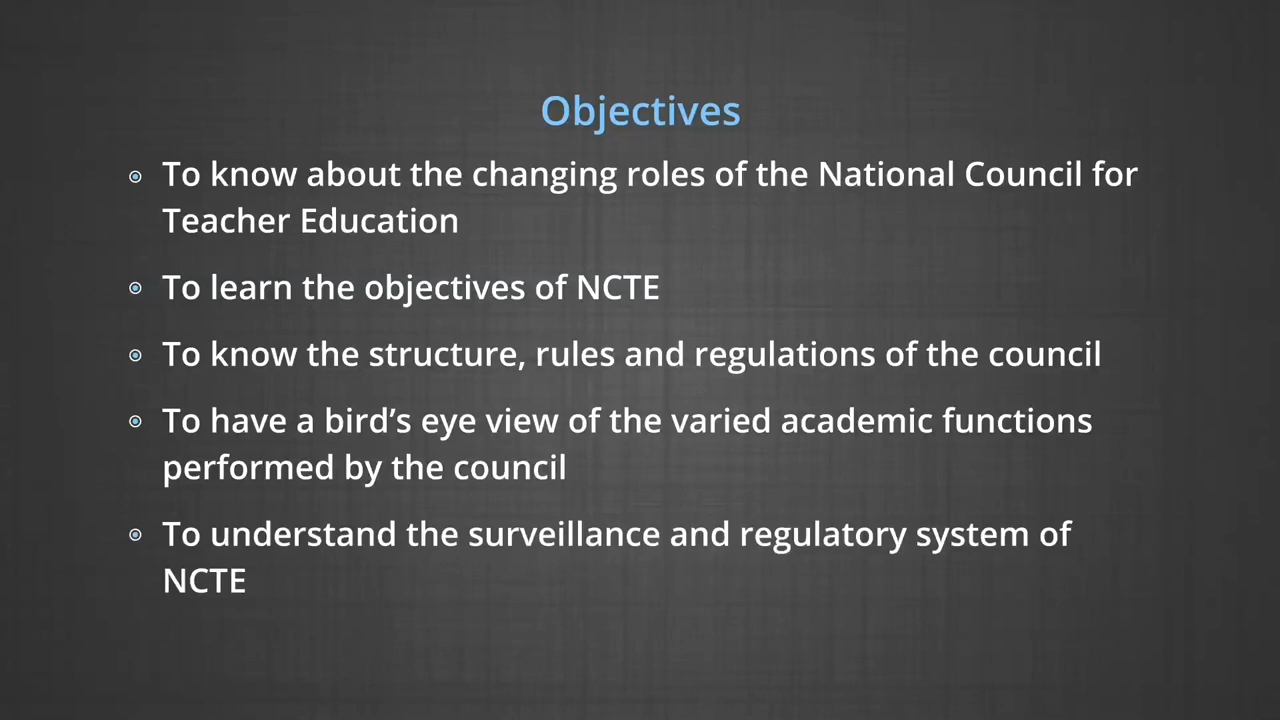 Objectives
To know about the changing roles of the National Council for
Teacher Education
To learn the objectives of NCTE
To know the structure, rules and regulations of the council
To have a bird’s eye view of the varied academic functions
performed by the council
To understand the surveillance and regulatory system of
NCTE